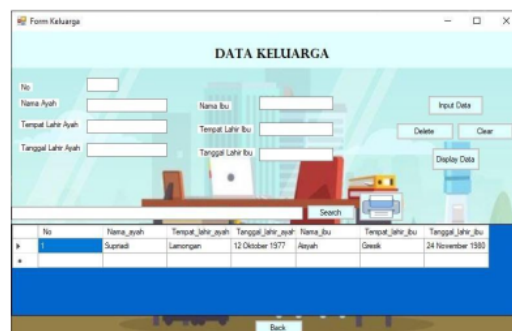 Form Keluarga
DATA KELUARGA
No
Nama Ayah
Nama Ibu
Input Data
Tempat Lahir Ayah
Tempat Lahir Ibu
Delete
Clear
Tanggal Lahir Ayah
Tanggal Lahir Ibu
Display Data
Search
No Nama_ayah Tempat_lahir_ayah Tanggal_lahir_ayah Nama_ibu Tempat_lahir_ibu Tanggal_lahir_ibu
1 Supriadi Lamongan 12 Oktober 1977 Aisyah Gresik 24 November 1980
Back